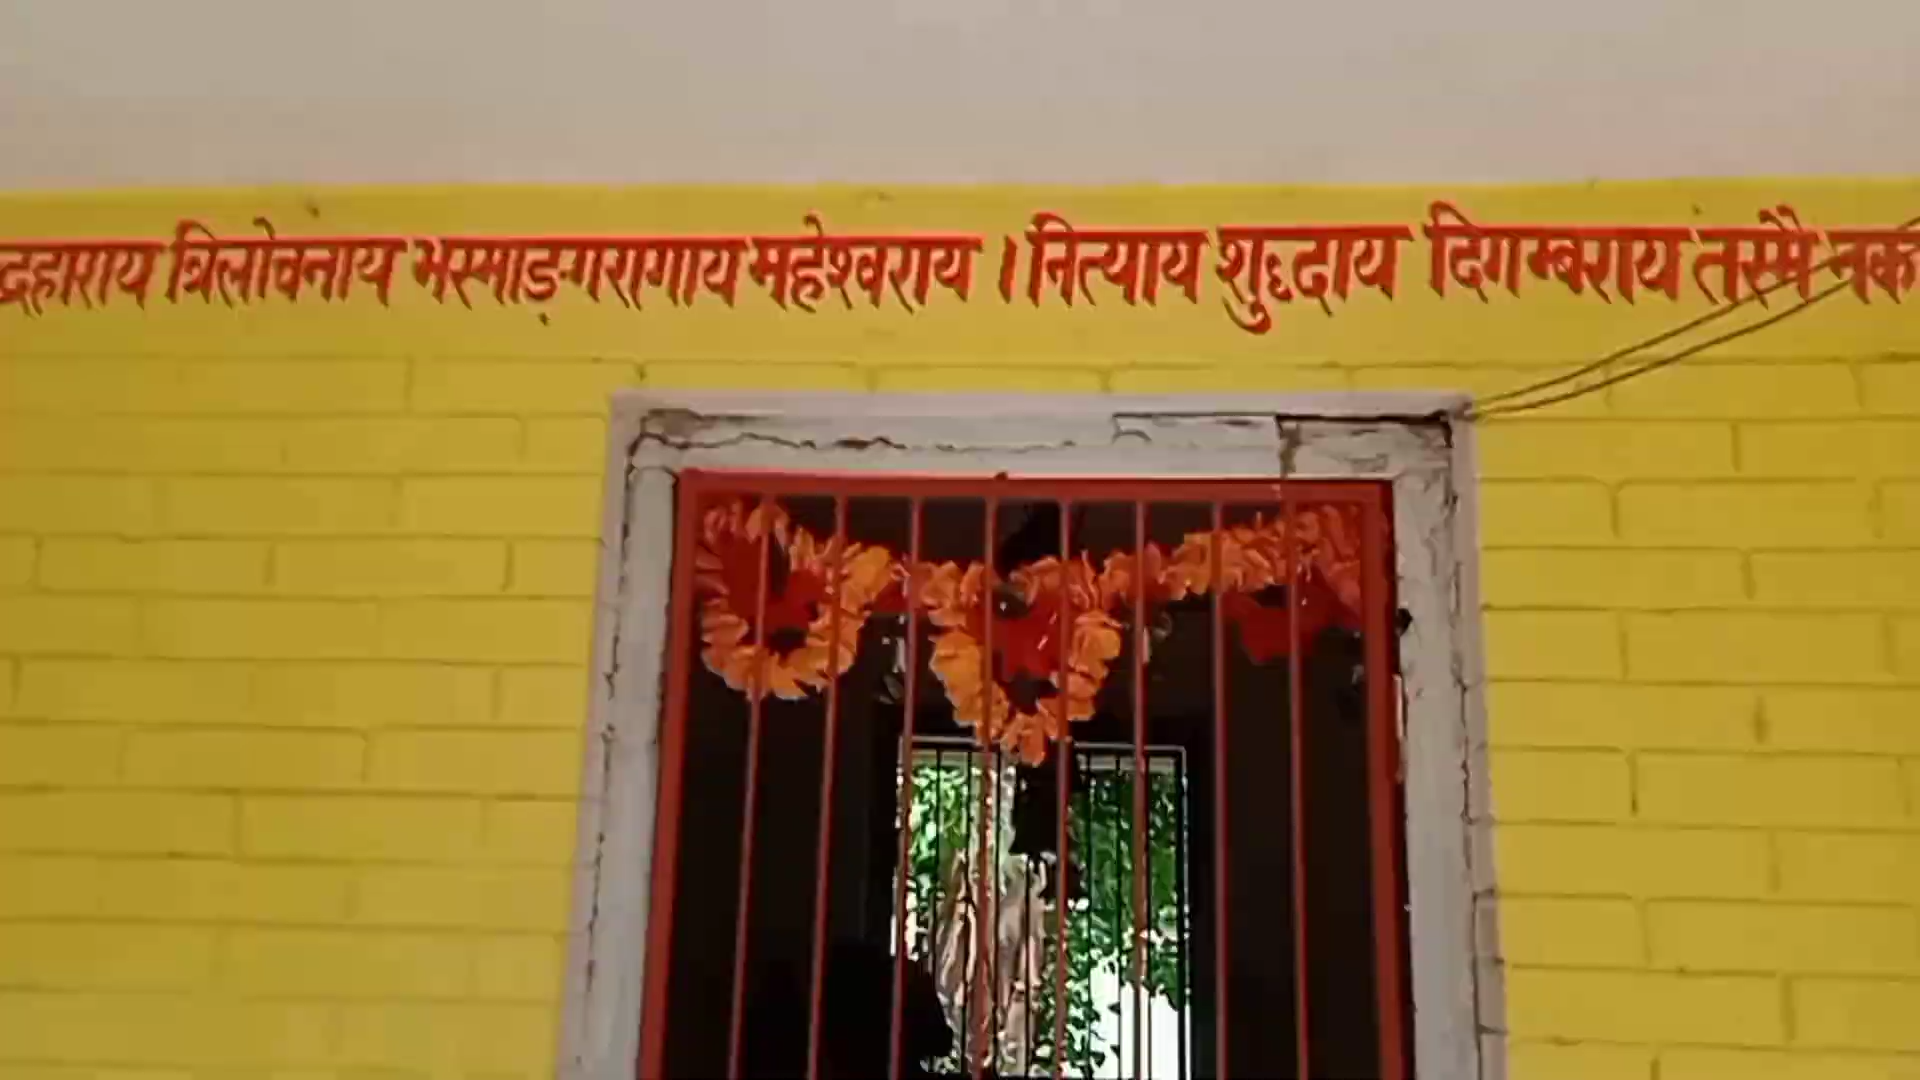 द्रहाराय त्रिलोचनाय भस्माङ्गरागाय महेश्वराय । नित्याय शुद्दाय दिगम्बराय तस्मै